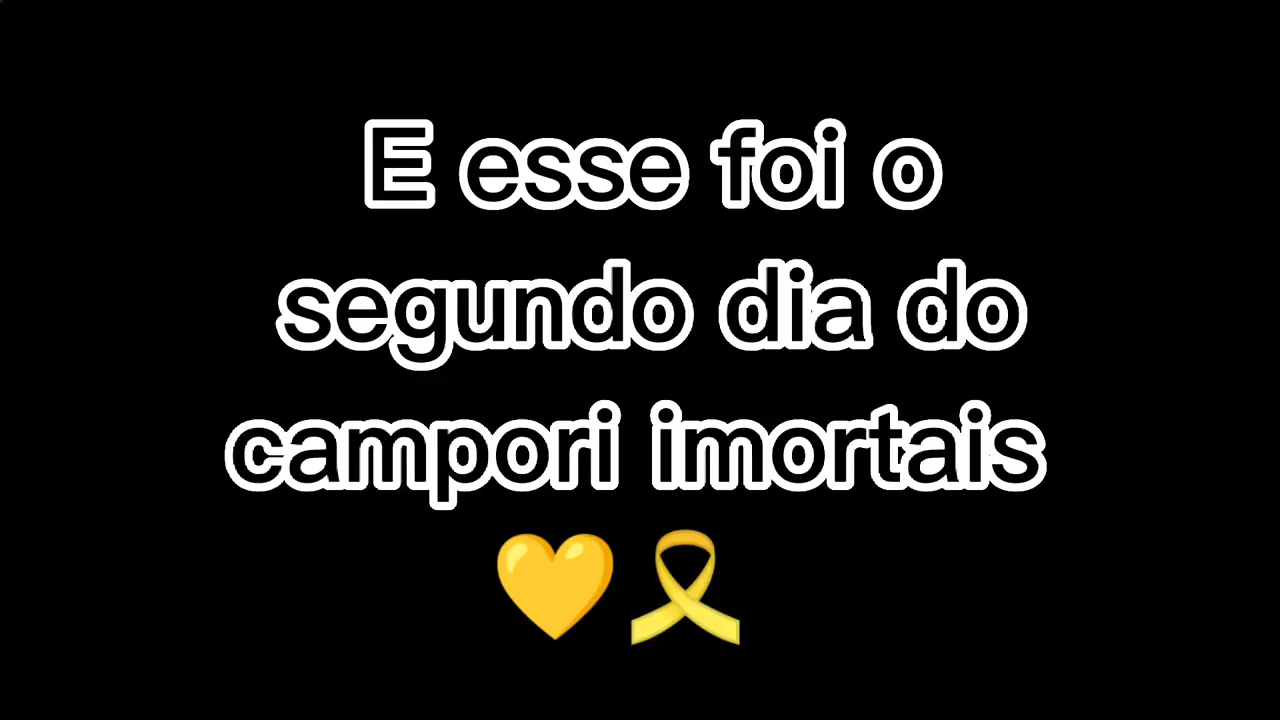 E esse foi o
segundo dia do
campori imortais
💛🎗